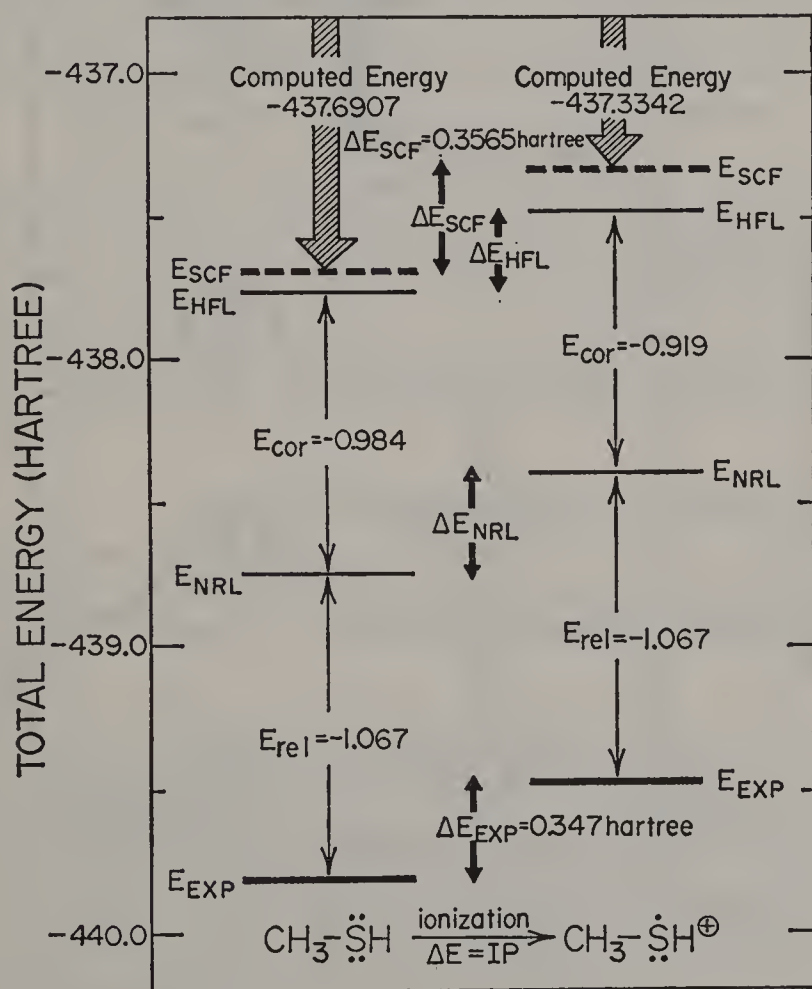 TOTAL ENERGY (HARTREE)
-437.0
-438.0
-439.0
-440.0
Computed Energy
-437.6907
Computed Energy
-437.3342
ΔE_SCF=0.3565 hartree
E_SCF
E_HFL
ΔE_SCF
ΔE_HFL
E_SCF
E_HFL
E_cor=-0.919
E_cor=-0.984
E_NRL
ΔE_NRL
E_NRL
E_rel=-1.067
E_rel=-1.067
E_EXP
ΔE_EXP=0.347 hartree
E_EXP
CH₃-S̈H ionization CH₃-ṠH⊕
ΔE=IP